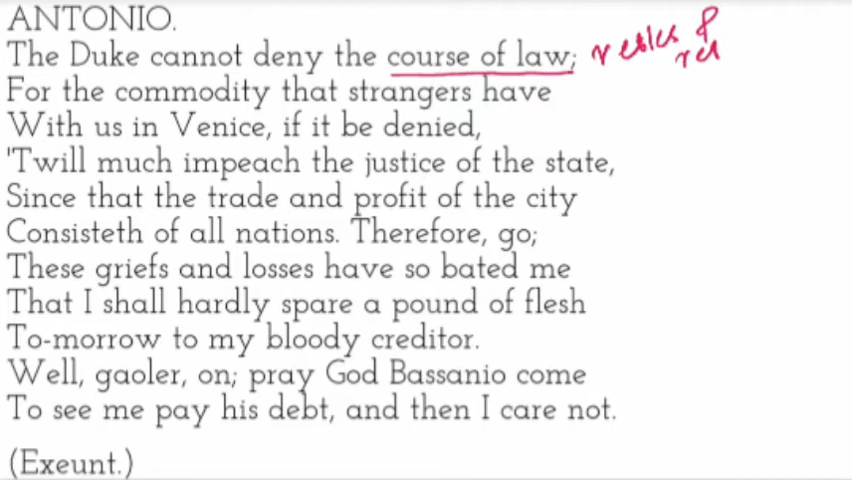 ANTONIO.
The Duke cannot deny the course of law;
For the commodity that strangers have
With us in Venice, if it be denied,
'Twill much impeach the justice of the state,
Since that the trade and profit of the city
Consisteth of all nations. Therefore, go;
These griefs and losses have so bated me
That I shall hardly spare a pound of flesh
To-morrow to my bloody creditor.
Well, gaoler, on; pray God Bassanio come
To see me pay his debt, and then I care not.
(Exeunt.)